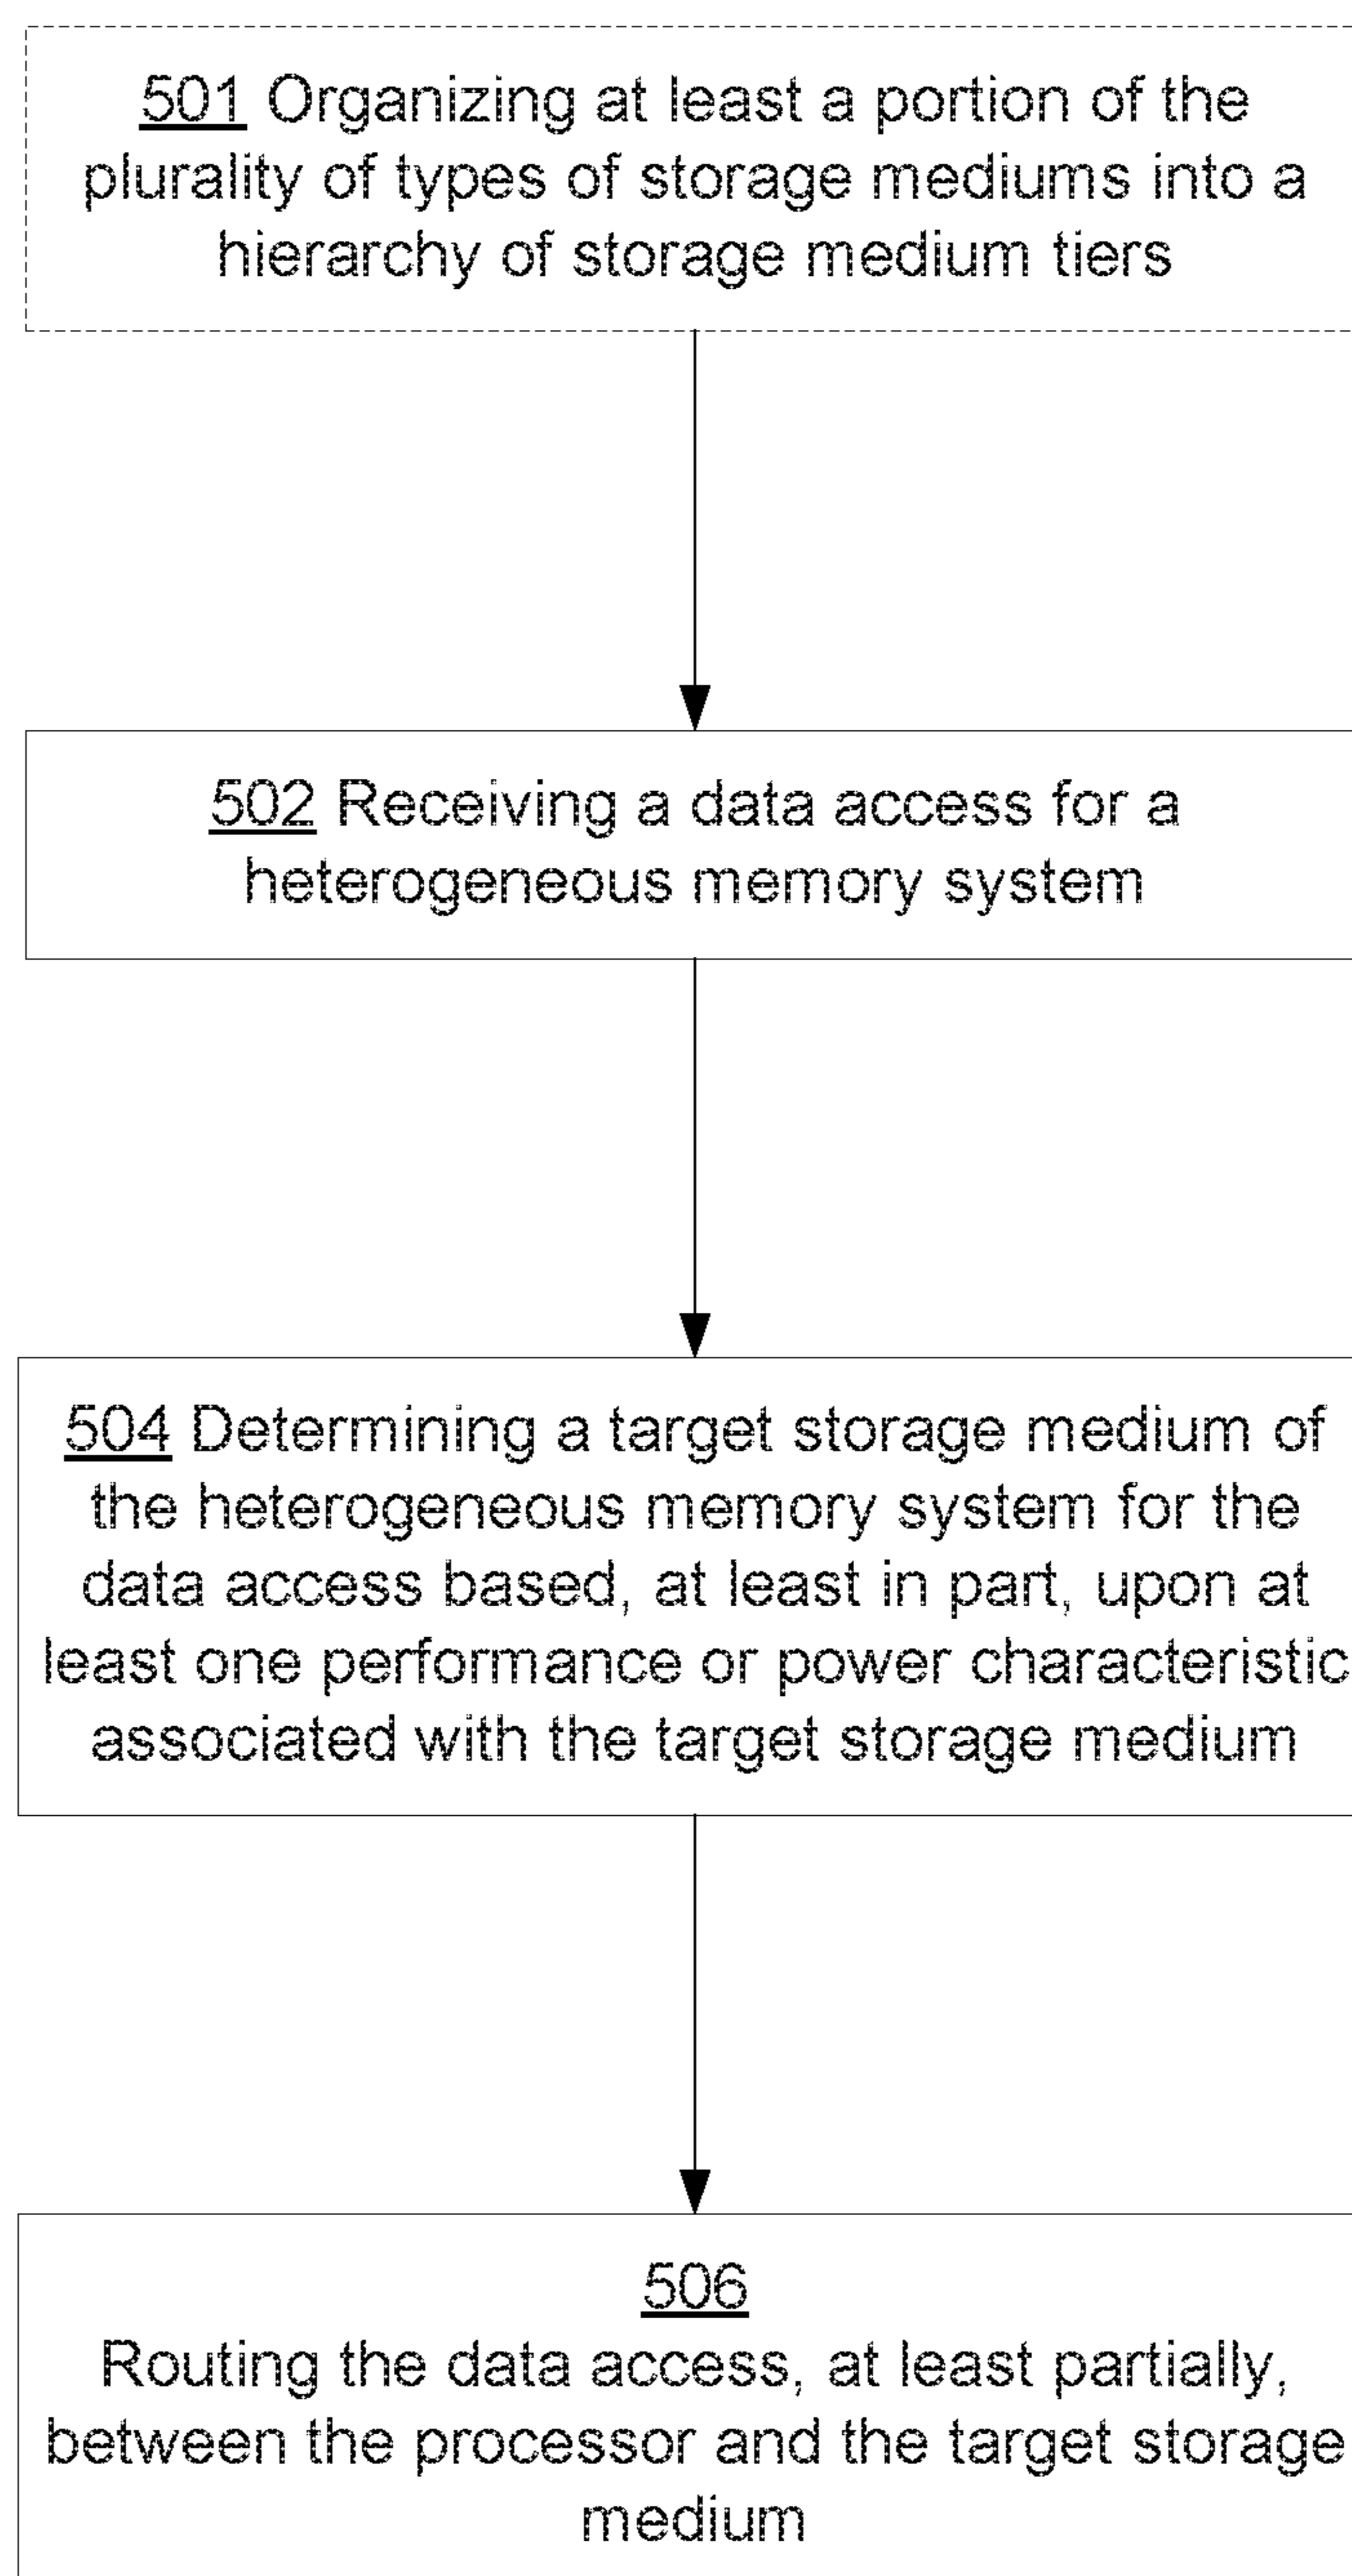 501 Organizing at least a portion of the
plurality of types of storage mediums into a
hierarchy of storage medium tiers
502 Receiving a data access for a
heterogeneous memory system
504 Determining a target storage medium of
the heterogeneous memory system for the
data access based, at least in part, upon at
least one performance or power characteristic
associated with the target storage medium
506
Routing the data access, at least partially,
between the processor and the target storage
medium